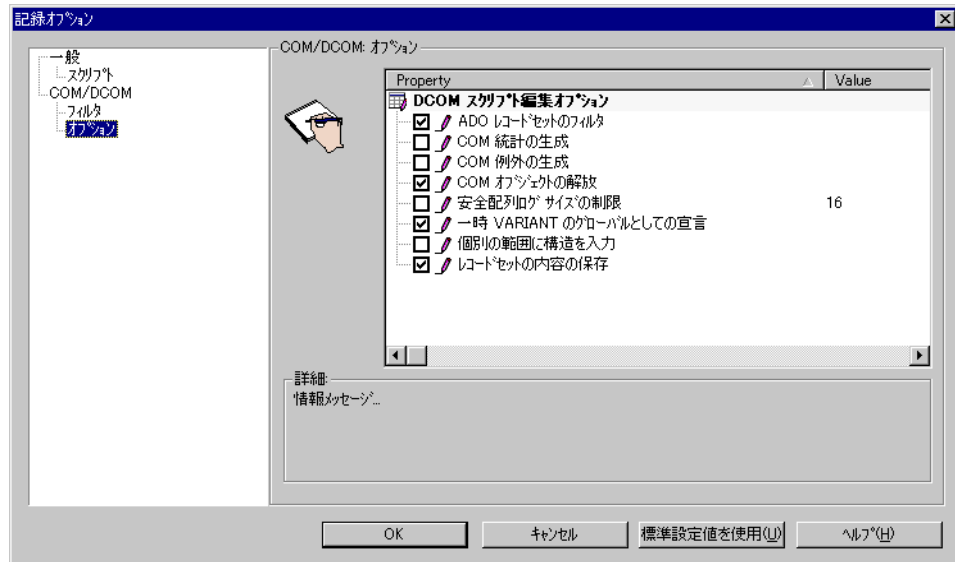 記録ｵﾌﾟｼｮﾝ
一般
ｽｸﾘﾌﾟﾄ
COM/DCOM
ﾌｨﾙﾀ
ｵﾌﾟｼｮﾝ
COM/DCOM: ｵﾌﾟｼｮﾝ
Property Value
DCOM ｽｸﾘﾌﾟﾄ編集ｵﾌﾟｼｮﾝ
ADO ﾚｺｰﾄﾞｾｯﾄのﾌｨﾙﾀ
COM 統計の生成
COM 例外の生成
COM ｵﾌﾞｼﾞｪｸﾄの解放
安全配列ﾛｸﾞ ｻｲｽﾞの制限 16
一時 VARIANT のｸﾞﾛｰﾊﾞﾙとしての宣言
個別の範囲に構造を入力
ﾚｺｰﾄﾞｾｯﾄの内容の保存
詳細:
情報ﾒｯｾｰｼﾞ...
OK ｷｬﾝｾﾙ 標準設定値を使用(U) ﾍﾙﾌﾟ(H)